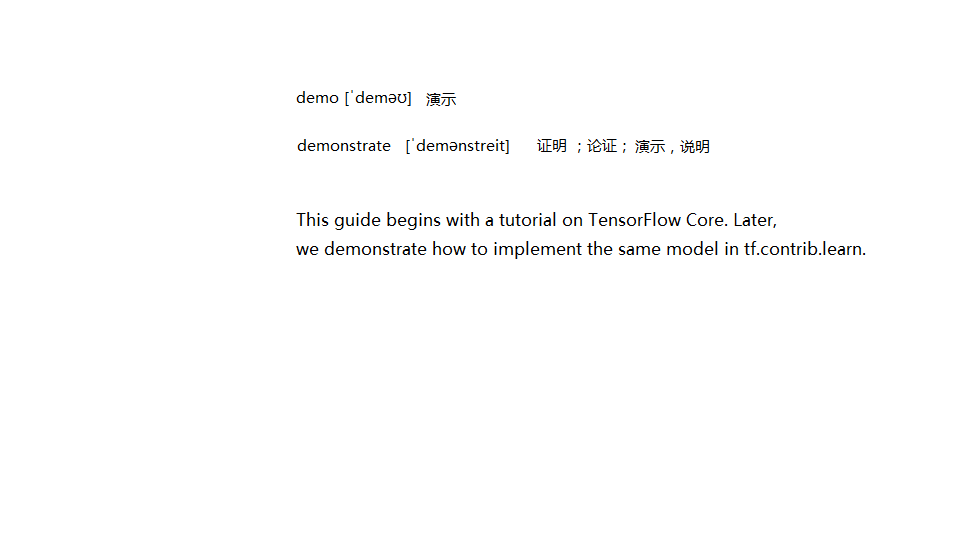 demo [ˈdeməʊ] 演示
demonstrate [ˈdemənstreit] 证明 ；论证； 演示，说明
This guide begins with a tutorial on TensorFlow Core. Later,
we demonstrate how to implement the same model in tf.contrib.learn.